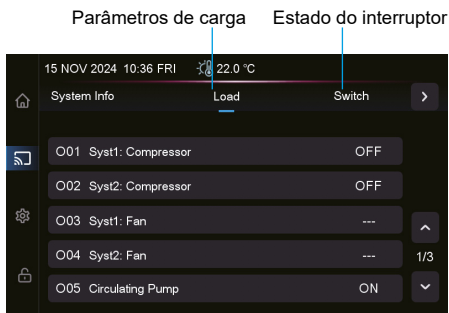 Parâmetros de carga Estado do interruptor
15 NOV 2024 10:36 FRI 22.0 ℃
System Info Load Switch
O01 Syst1: Compressor OFF
O02 Syst2: Compressor OFF
O03 Syst1: Fan ---
O04 Syst2: Fan ---
1/3
O05 Circulating Pump ON